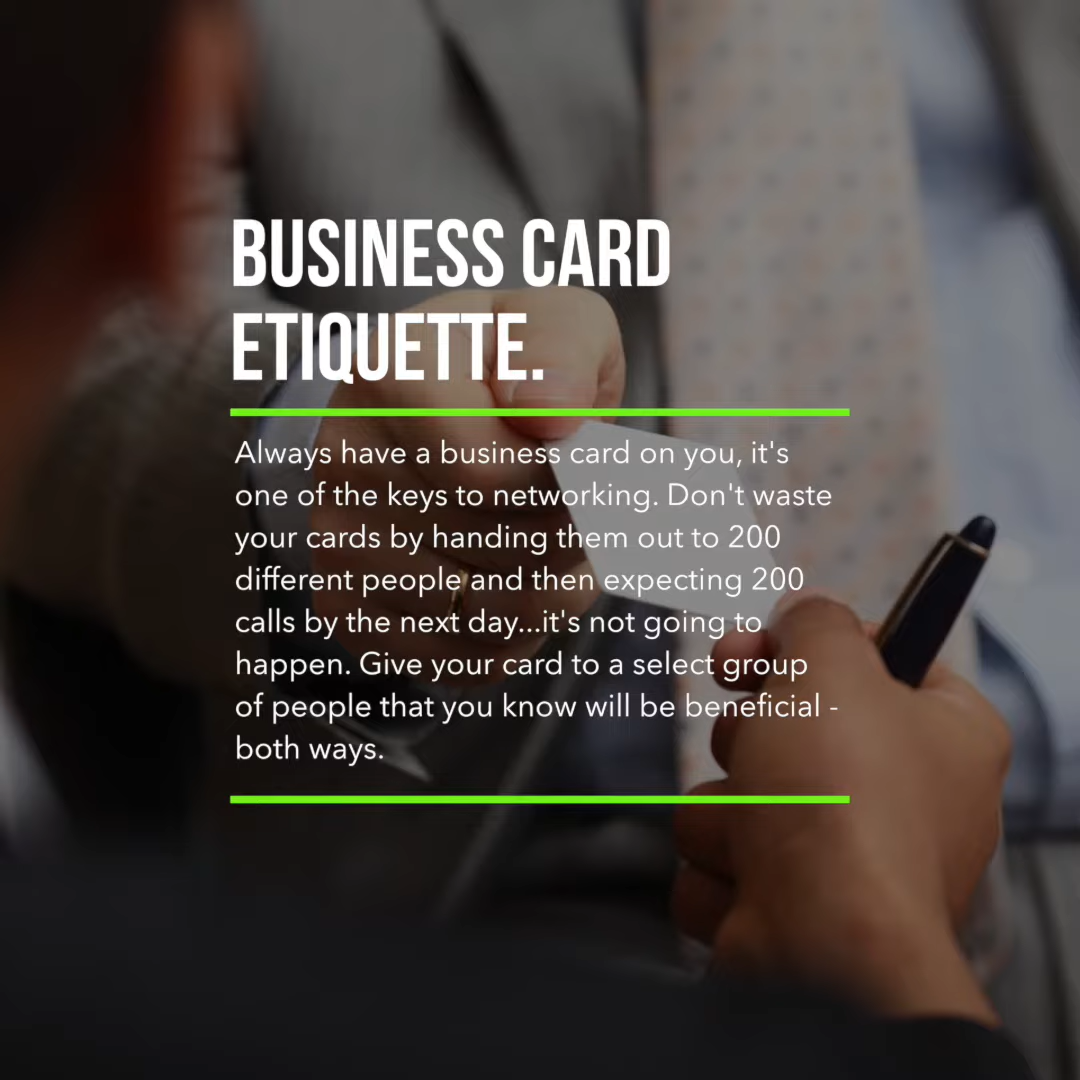 BUSINESS CARD
ETIQUETTE.
Always have a business card on you, it's
one of the keys to networking. Don't waste
your cards by handing them out to 200
different people and then expecting 200
calls by the next day...it's not going to
happen. Give your card to a select group
of people that you know will be beneficial -
both ways.